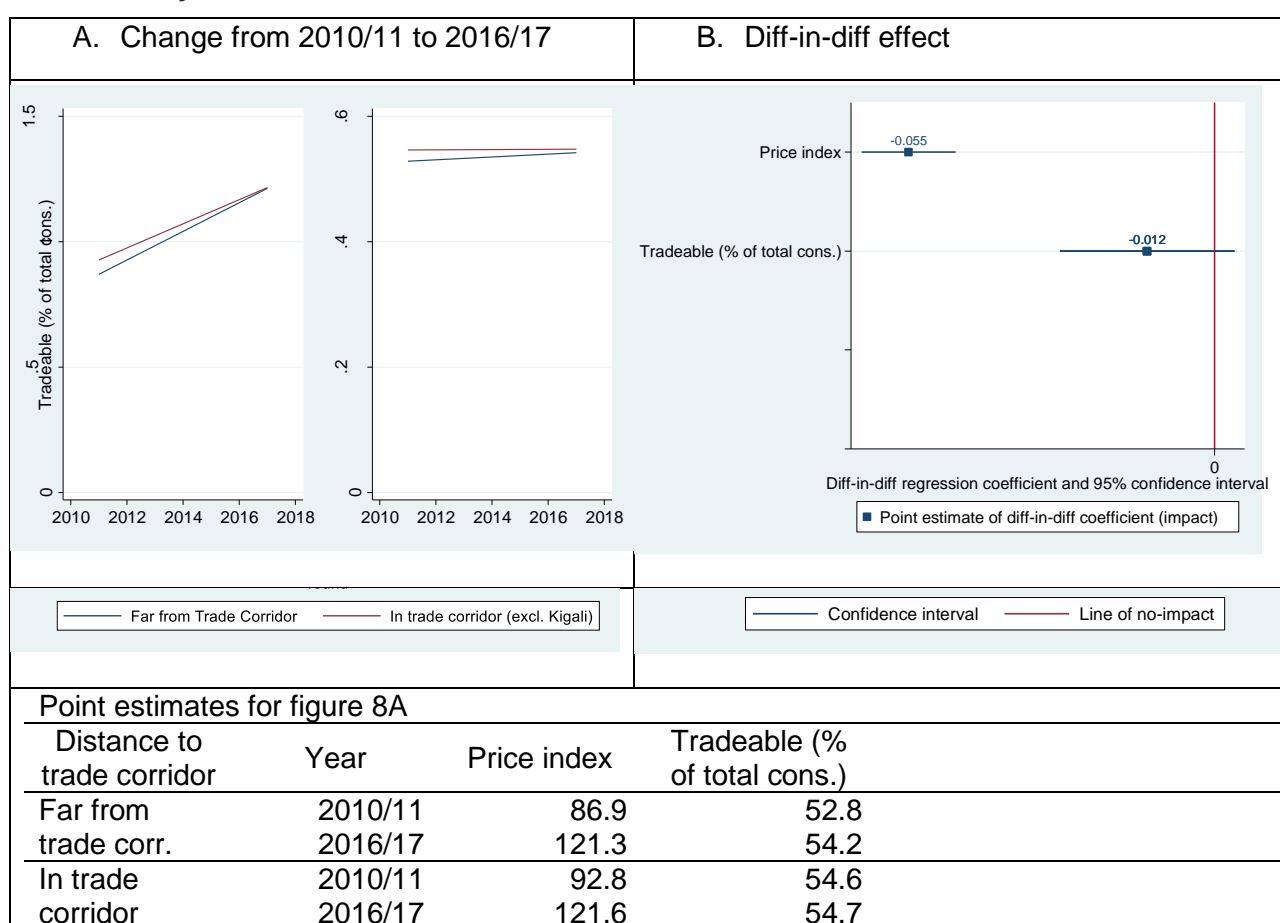 A. Change from 2010/11 to 2016/17
B. Diff-in-diff effect
1.5
.5
0
Tradeable (% of total cons.)
2010 2012 2014 2016 2018
.6
.4
.2
0
2010 2012 2014 2016 2018
Price index
-0.055
Tradeable (% of total cons.)
-0.012
0
Diff-in-diff regression coefficient and 95% confidence interval
Point estimate of diff-in-diff coefficient (impact)
Far from Trade Corridor
In trade corridor (excl. Kigali)
Confidence interval
Line of no-impact
Point estimates for figure 8A
Distance to trade corridor Year Price index Tradeable (% of total cons.)
Far from 2010/11 86.9 52.8
trade corr. 2016/17 121.3 54.2
In trade 2010/11 92.8 54.6
corridor 2016/17 121.6 54.7